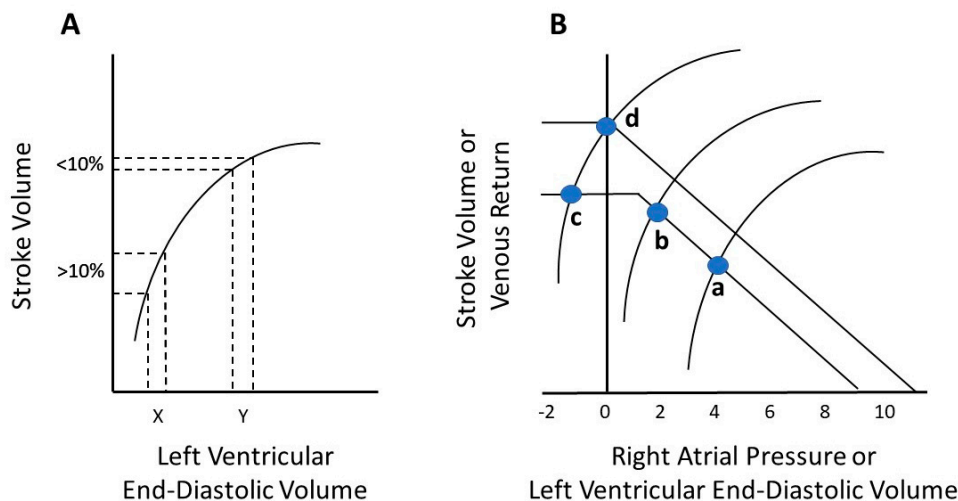 A
Stroke Volume
<10%
>10%
X Y
Left Ventricular
End-Diastolic Volume
B
Stroke Volume or
Venous Return
d
c
b
a
-2 0 2 4 6 8 10
Right Atrial Pressure or
Left Ventricular End-Diastolic Volume